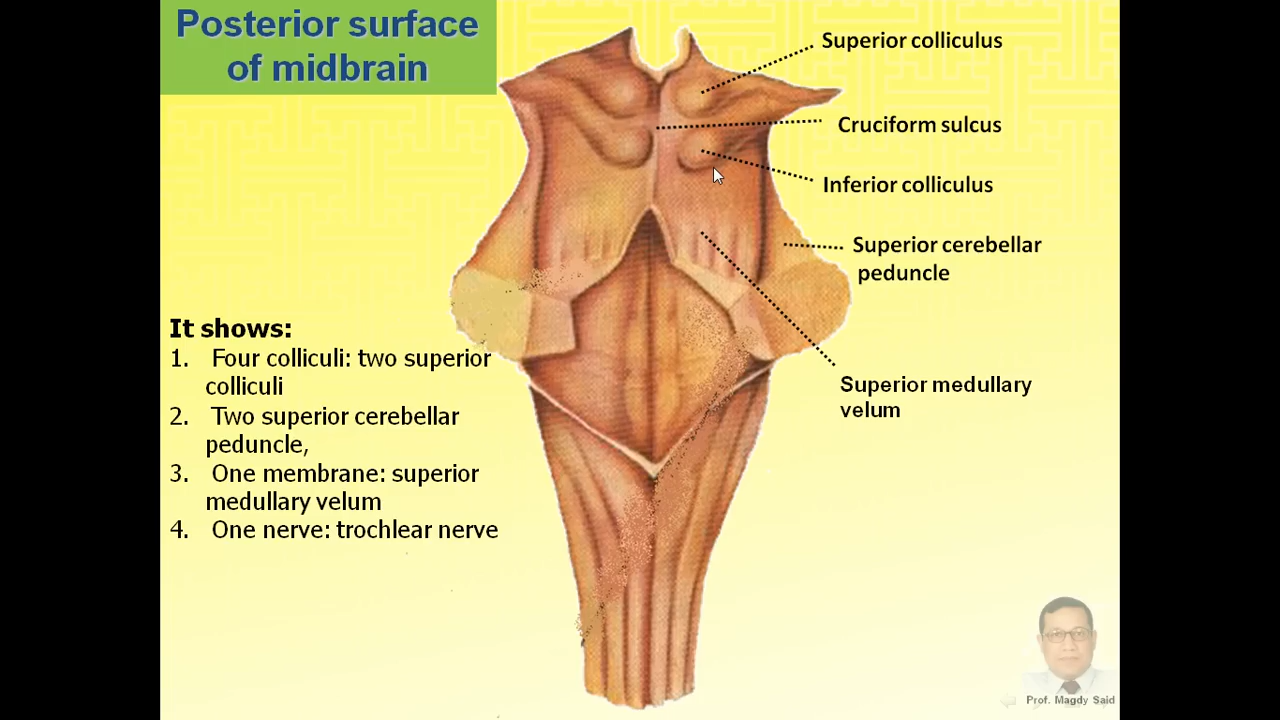 Posterior surface
of midbrain
Superior colliculus
Cruciform sulcus
Inferior colliculus
Superior cerebellar
peduncle
Superior medullary
velum
It shows:
1. Four colliculi: two superior
colliculi
2. Two superior cerebellar
peduncle,
3. One membrane: superior
medullary velum
4. One nerve: trochlear nerve
Prof. Magdy Said